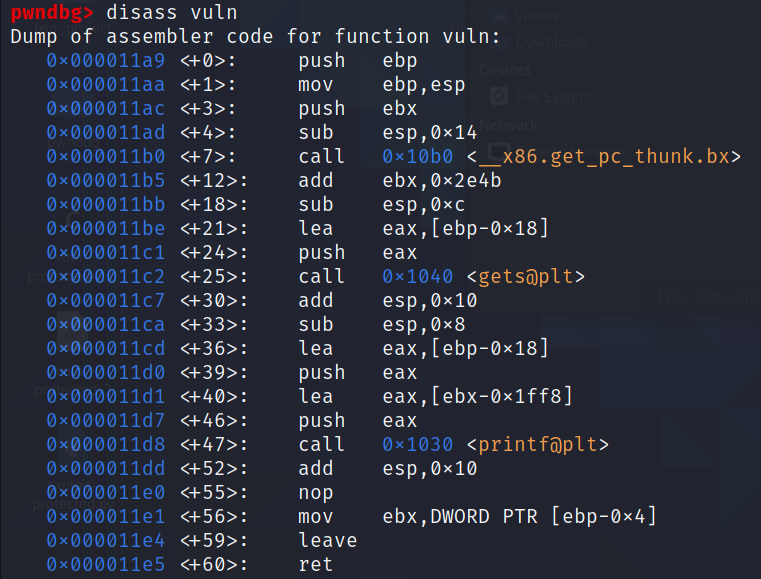 pwndbg> disass vuln
Dump of assembler code for function vuln:
0×000011a9 <+0>: push ebp
0×000011aa <+1>: mov ebp,esp
0×000011ac <+3>: push ebx
0×000011ad <+4>: sub esp,0×14
0×000011b0 <+7>: call 0×10b0 <__x86.get_pc_thunk.bx>
0×000011b5 <+12>: add ebx,0×2e4b
0×000011bb <+18>: sub esp,0×c
0×000011be <+21>: lea eax,[ebp-0×18]
0×000011c1 <+24>: push eax
0×000011c2 <+25>: call 0×1040 <gets@plt>
0×000011c7 <+30>: add esp,0×10
0×000011ca <+33>: sub esp,0×8
0×000011cd <+36>: lea eax,[ebp-0×18]
0×000011d0 <+39>: push eax
0×000011d1 <+40>: lea eax,[ebx-0×1ff8]
0×000011d7 <+46>: push eax
0×000011d8 <+47>: call 0×1030 <printf@plt>
0×000011dd <+52>: add esp,0×10
0×000011e0 <+55>: nop
0×000011e1 <+56>: mov ebx,DWORD PTR [ebp-0×4]
0×000011e4 <+59>: leave
0×000011e5 <+60>: ret
Videos
Downloads
Devices
File System
Network